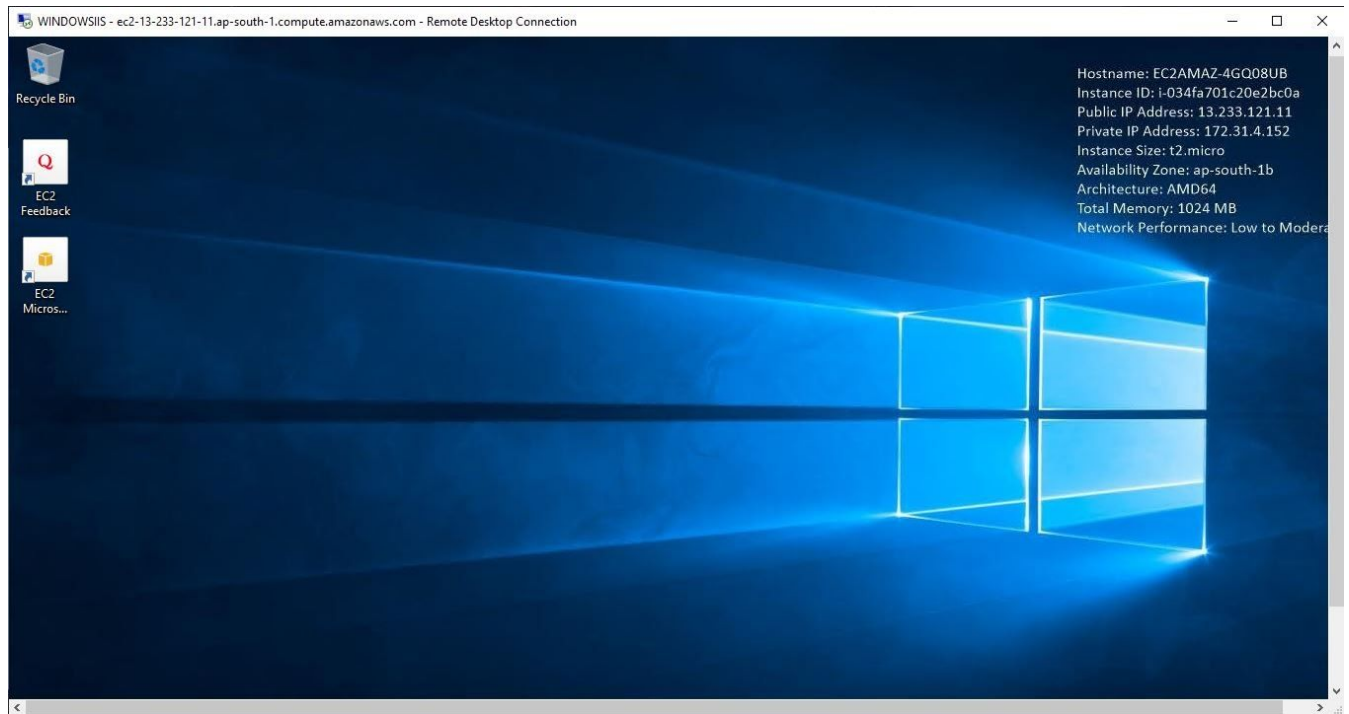 WINDOWSIIS - ec2-13-233-121-11.ap-south-1.compute.amazonaws.com - Remote Desktop Connection
Recycle Bin
Q
EC2
Feedback
EC2
Micros...
Hostname: EC2AMAZ-4GQ08UB
Instance ID: i-034fa701c20e2bc0a
Public IP Address: 13.233.121.11
Private IP Address: 172.31.4.152
Instance Size: t2.micro
Availability Zone: ap-south-1b
Architecture: AMD64
Total Memory: 1024 MB
Network Performance: Low to Modera